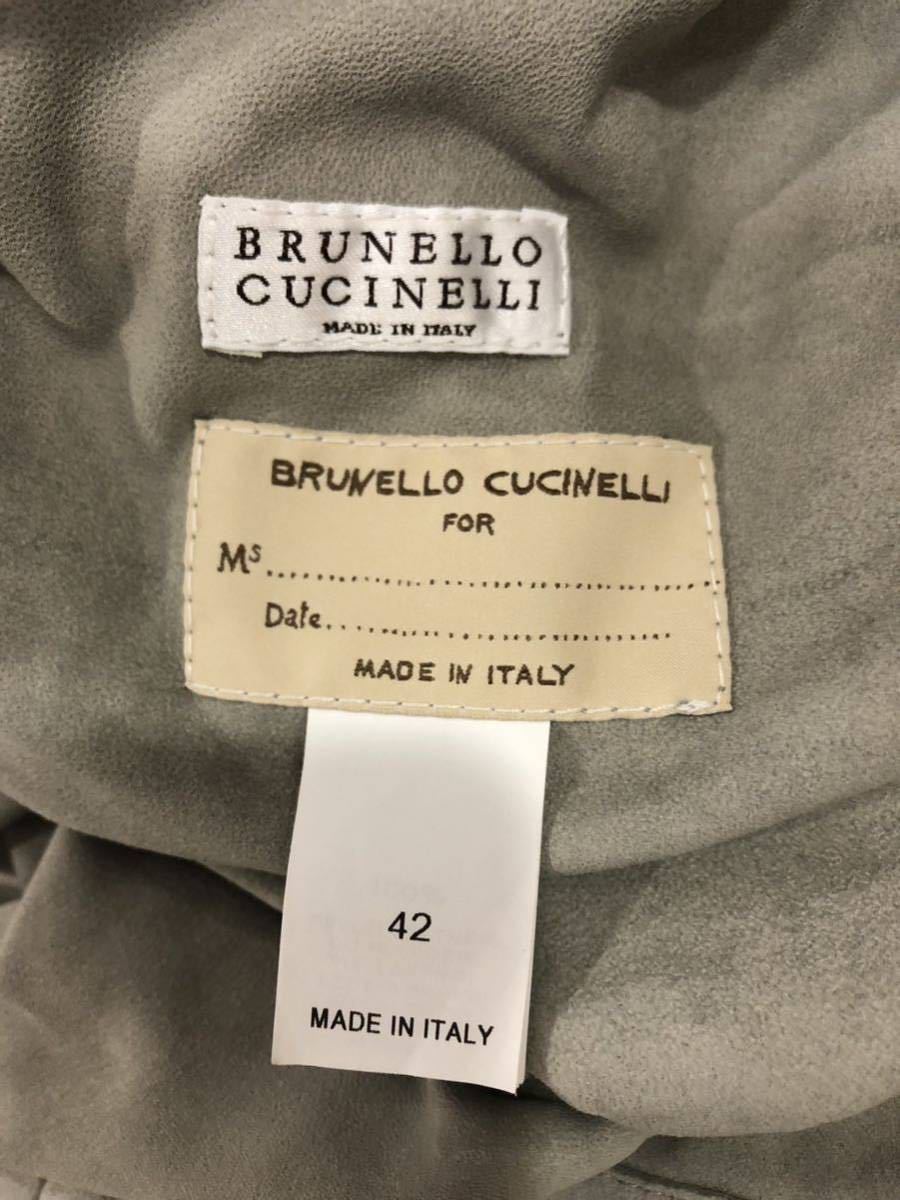 BRUNELLO
CUCINELLI
MADE IN ITALY
BRUNELLO CUCINELLI
FOR
Ms..................................................
Date........................................
MADE IN ITALY
42
MADE IN ITALY